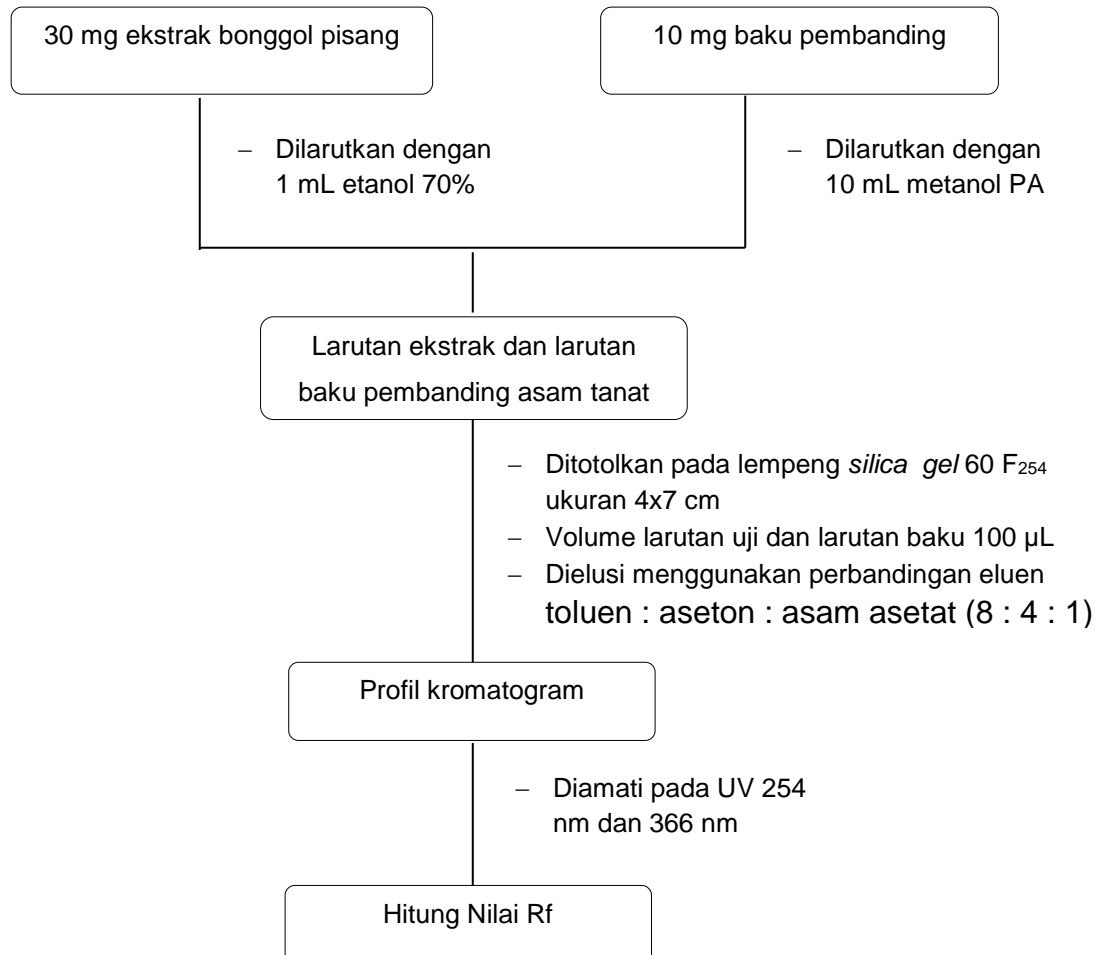 30 mg ekstrak bonggol pisang
10 mg baku pembanding
– Dilarutkan dengan
1 mL etanol 70%
– Dilarutkan dengan
10 mL metanol PA
Larutan ekstrak dan larutan
baku pembanding asam tanat
– Ditotolkan pada lempeng silica gel 60 F254
ukuran 4x7 cm
– Volume larutan uji dan larutan baku 100 µL
– Dielusi menggunakan perbandingan eluen
toluen : aseton : asam asetat (8 : 4 : 1)
Profil kromatogram
– Diamati pada UV 254
nm dan 366 nm
Hitung Nilai Rf